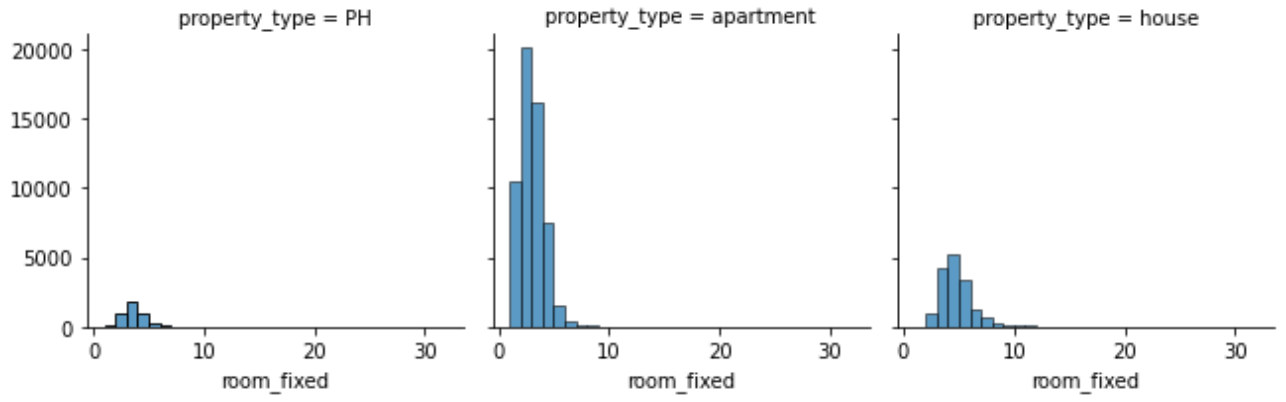 property_type = PH
property_type = apartment
property_type = house
20000
15000
10000
5000
0
0 10 20 30
0 10 20 30
0 10 20 30
room_fixed
room_fixed
room_fixed